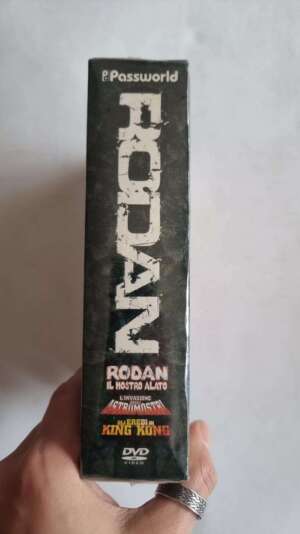 Passworld
RODAN
RODAN
IL MOSTRO ALATO
L'INVASIONE
DEGLI
ASTROMOSTRI
GLI EREDI DI
KING KONG
DVD
VIDEO